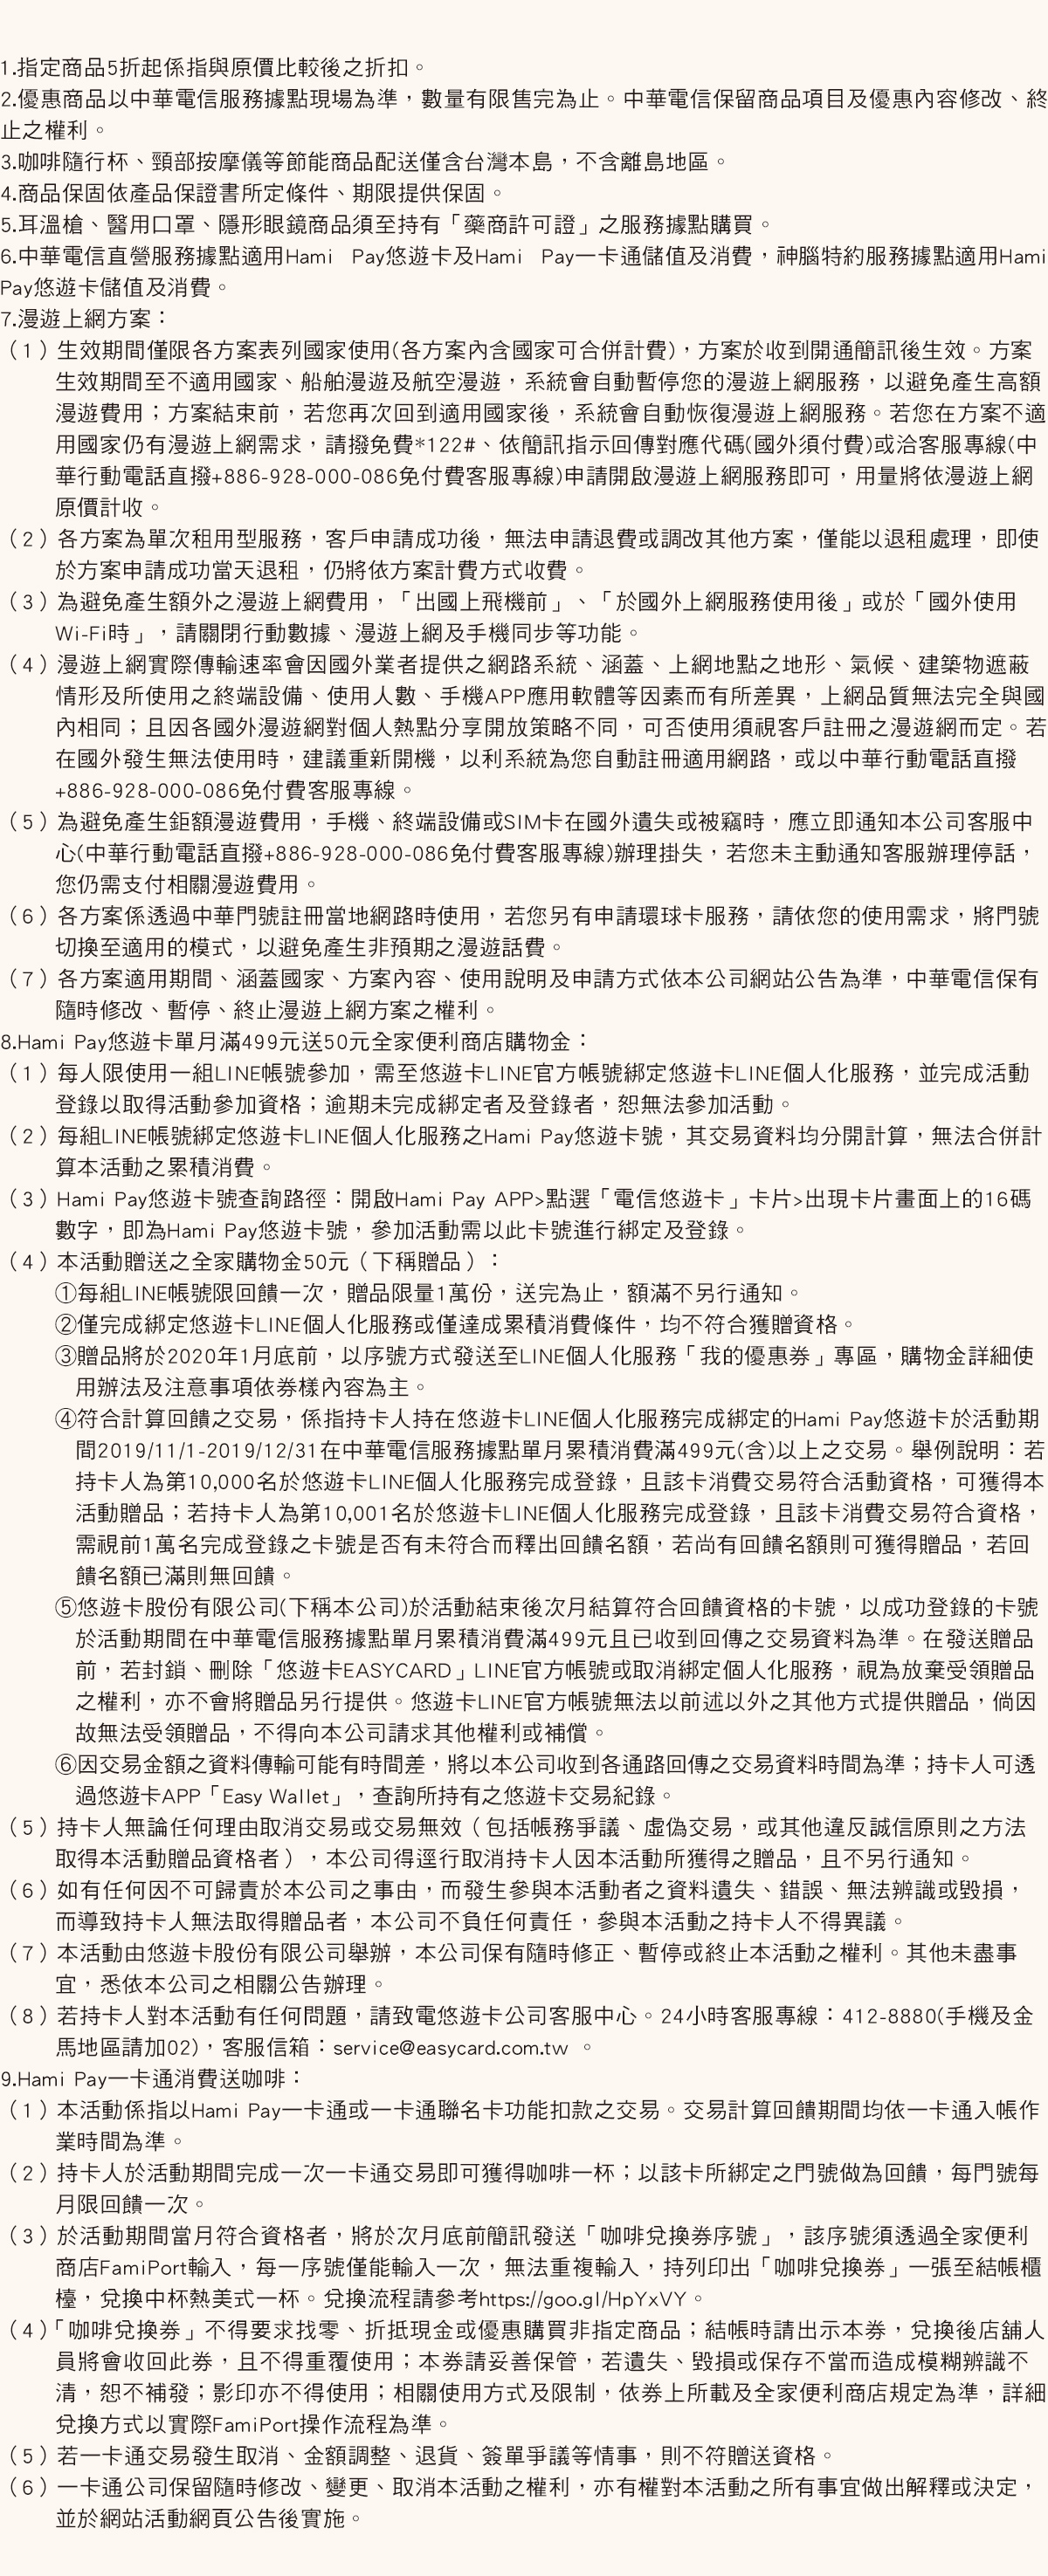 1.指定商品5折起係指與原價比較後之折扣。
2.優惠商品以中華電信服務據點現場為準，數量有限售完為止。中華電信保留商品項目及優惠內容修改、終
止之權利。
3.咖啡隨行杯、頸部按摩儀等節能商品配送僅含台灣本島，不含離島地區。
4.商品保固依產品保證書所定條件、期限提供保固。
5.耳溫槍、醫用口罩、隱形眼鏡商品須至持有「藥商許可證」之服務據點購買。
6.中華電信直營服務據點適用Hami Pay悠遊卡及Hami Pay一卡通儲值及消費，神腦特約服務據點適用Hami
Pay悠遊卡儲值及消費。
7.漫遊上網方案：
（1）生效期間僅限各方案表列國家使用(各方案內含國家可合併計費)，方案於收到開通簡訊後生效。方案
生效期間至不適用國家、船舶漫遊及航空漫遊，系統會自動暫停您的漫遊上網服務，以避免產生高額
漫遊費用；方案結束前，若您再次回到適用國家後，系統會自動恢復漫遊上網服務。若您在方案不適
用國家仍有漫遊上網需求，請撥免費*122#、依簡訊指示回傳對應代碼(國外須付費)或洽客服專線(中
華行動電話直撥+886-928-000-086免付費客服專線)申請開啟漫遊上網服務即可，用量將依漫遊上網
原價計收。
（2）各方案為單次租用型服務，客戶申請成功後，無法申請退費或調改其他方案，僅能以退租處理，即使
於方案申請成功當天退租，仍將依方案計費方式收費。
（3）為避免產生額外之漫遊上網費用，「出國上飛機前」、「於國外上網服務使用後」或於「國外使用
Wi-Fi時」，請關閉行動數據、漫遊上網及手機同步等功能。
（4）漫遊上網實際傳輸速率會因國外業者提供之網路系統、涵蓋、上網地點之地形、氣候、建築物遮蔽
情形及所使用之終端設備、使用人數、手機APP應用軟體等因素而有所差異，上網品質無法完全與國
內相同；且因各國外漫遊網對個人熱點分享開放策略不同，可否使用須視客戶註冊之漫遊網而定。若
在國外發生無法使用時，建議重新開機，以利系統為您自動註冊適用網路，或以中華行動電話直撥
+886-928-000-086免付費客服專線。
（5）為避免產生鉅額漫遊費用，手機、終端設備或SIM卡在國外遺失或被竊時，應立即通知本公司客服中
心(中華行動電話直撥+886-928-000-086免付費客服專線)辦理掛失，若您未主動通知客服辦理停話，
您仍需支付相關漫遊費用。
（6）各方案係透過中華門號註冊當地網路時使用，若您另有申請環球卡服務，請依您的使用需求，將門號
切換至適用的模式，以避免產生非預期之漫遊話費。
（7）各方案適用期間、涵蓋國家、方案內容、使用說明及申請方式依本公司網站公告為準，中華電信保有
隨時修改、暫停、終止漫遊上網方案之權利。
8.Hami Pay悠遊卡單月滿499元送50元全家便利商店購物金：
（1）每人限使用一組LINE帳號參加，需至悠遊卡LINE官方帳號綁定悠遊卡LINE個人化服務，並完成活動
登錄以取得活動參加資格；逾期未完成綁定者及登錄者，恕無法參加活動。
（2）每組LINE帳號綁定悠遊卡LINE個人化服務之Hami Pay悠遊卡號，其交易資料均分開計算，無法合併計
算本活動之累積消費。
（3）Hami Pay悠遊卡號查詢路徑：開啟Hami Pay APP>點選「電信悠遊卡」卡片>出現卡片畫面上的16碼
數字，即為Hami Pay悠遊卡號，參加活動需以此卡號進行綁定及登錄。
（4）本活動贈送之全家購物金50元（下稱贈品）：
①每組LINE帳號限回饋一次，贈品限量1萬份，送完為止，額滿不另行通知。
②僅完成綁定悠遊卡LINE個人化服務或僅達成累積消費條件，均不符合獲贈資格。
③贈品將於2020年1月底前，以序號方式發送至LINE個人化服務「我的優惠券」專區，購物金詳細使
用辦法及注意事項依券樣內容為主。
④符合計算回饋之交易，係指持卡人持在悠遊卡LINE個人化服務完成綁定的Hami Pay悠遊卡於活動期
間2019/11/1-2019/12/31在中華電信服務據點單月累積消費滿499元(含)以上之交易。舉例說明：若
持卡人為第10,000名於悠遊卡LINE個人化服務完成登錄，且該卡消費交易符合活動資格，可獲得本
活動贈品；若持卡人為第10,001名於悠遊卡LINE個人化服務完成登錄，且該卡消費交易符合資格，
需視前1萬名完成登錄之卡號是否有未符合而釋出回饋名額，若尚有回饋名額則可獲得贈品，若回
饋名額已滿則無回饋。
⑤悠遊卡股份有限公司(下稱本公司)於活動結束後次月結算符合回饋資格的卡號，以成功登錄的卡號
於活動期間在中華電信服務據點單月累積消費滿499元且已收到回傳之交易資料為準。在發送贈品
前，若封鎖、刪除「悠遊卡EASYCARD」LINE官方帳號或取消綁定個人化服務，視為放棄受領贈品
之權利，亦不會將贈品另行提供。悠遊卡LINE官方帳號無法以前述以外之其他方式提供贈品，倘因
故無法受領贈品，不得向本公司請求其他權利或補償。
⑥因交易金額之資料傳輸可能有時間差，將以本公司收到各通路回傳之交易資料時間為準；持卡人可透
過悠遊卡APP「Easy Wallet」，查詢所持有之悠遊卡交易紀錄。
（5）持卡人無論任何理由取消交易或交易無效（包括帳務爭議、虛偽交易，或其他違反誠信原則之方法
取得本活動贈品資格者），本公司得逕行取消持卡人因本活動所獲得之贈品，且不另行通知。
（6）如有任何因不可歸責於本公司之事由，而發生參與本活動者之資料遺失、錯誤、無法辨識或毀損，
而導致持卡人無法取得贈品者，本公司不負任何責任，參與本活動之持卡人不得異議。
（7）本活動由悠遊卡股份有限公司舉辦，本公司保有隨時修正、暫停或終止本活動之權利。其他未盡事
宜，悉依本公司之相關公告辦理。
（8）若持卡人對本活動有任何問題，請致電悠遊卡公司客服中心。24小時客服專線：412-8880(手機及金
馬地區請加02)，客服信箱：service@easycard.com.tw 。
9.Hami Pay一卡通消費送咖啡：
（1）本活動係指以Hami Pay一卡通或一卡通聯名卡功能扣款之交易。交易計算回饋期間均依一卡通入帳作
業時間為準。
（2）持卡人於活動期間完成一次一卡通交易即可獲得咖啡一杯；以該卡所綁定之門號做為回饋，每門號每
月限回饋一次。
（3）於活動期間當月符合資格者，將於次月底前簡訊發送「咖啡兌換券序號」，該序號須透過全家便利
商店FamiPort輸入，每一序號僅能輸入一次，無法重複輸入，持列印出「咖啡兌換券」一張至結帳櫃
檯，兌換中杯熱美式一杯。兌換流程請參考https://goo.gl/HpYxVY。
（4）「咖啡兌換券」不得要求找零、折抵現金或優惠購買非指定商品；結帳時請出示本券，兌換後店舖人
員將會收回此券，且不得重覆使用；本券請妥善保管，若遺失、毀損或保存不當而造成模糊辨識不
清，恕不補發；影印亦不得使用；相關使用方式及限制，依券上所載及全家便利商店規定為準，詳細
兌換方式以實際FamiPort操作流程為準。
（5）若一卡通交易發生取消、金額調整、退貨、簽單爭議等情事，則不符贈送資格。
（6）一卡通公司保留隨時修改、變更、取消本活動之權利，亦有權對本活動之所有事宜做出解釋或決定，
並於網站活動網頁公告後實施。